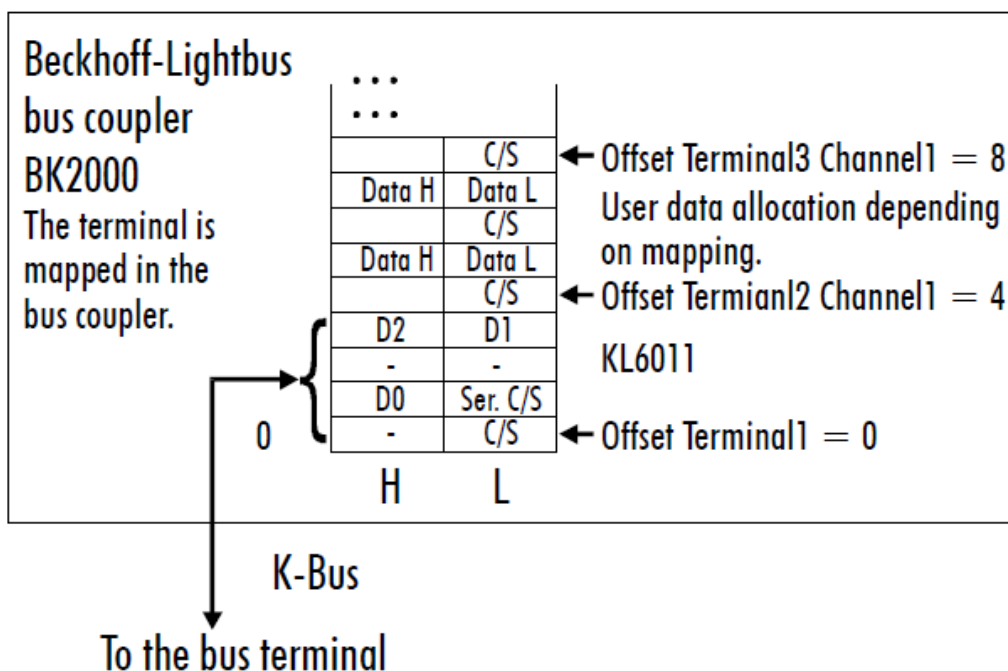 Beckhoff-Lightbus
bus coupler
BK2000
The terminal is
mapped in the
bus coupler.
...
...
C/S
Data H Data L
C/S
Data H Data L
C/S
D2 D1
- -
D0 Ser. C/S
0 - C/S
H L
Offset Terminal3 Channel1 = 8
User data allocation depending
on mapping.
Offset Termianl2 Channel1 = 4
KL6011
Offset Terminal1 = 0
K-Bus
To the bus terminal